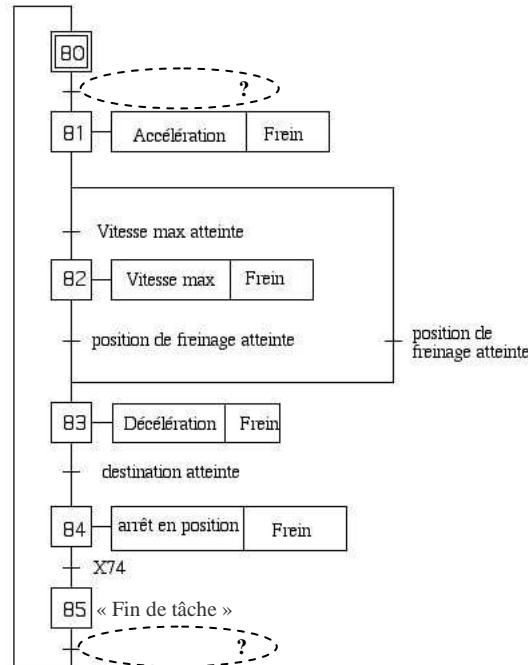 80
?
81 Accélération Frein
Vitesse max atteinte
82 Vitesse max Frein
position de freinage atteinte
position de
freinage atteinte
83 Décélération Frein
destination atteinte
84 arrêt en position Frein
X74
85 « Fin de tâche »
?